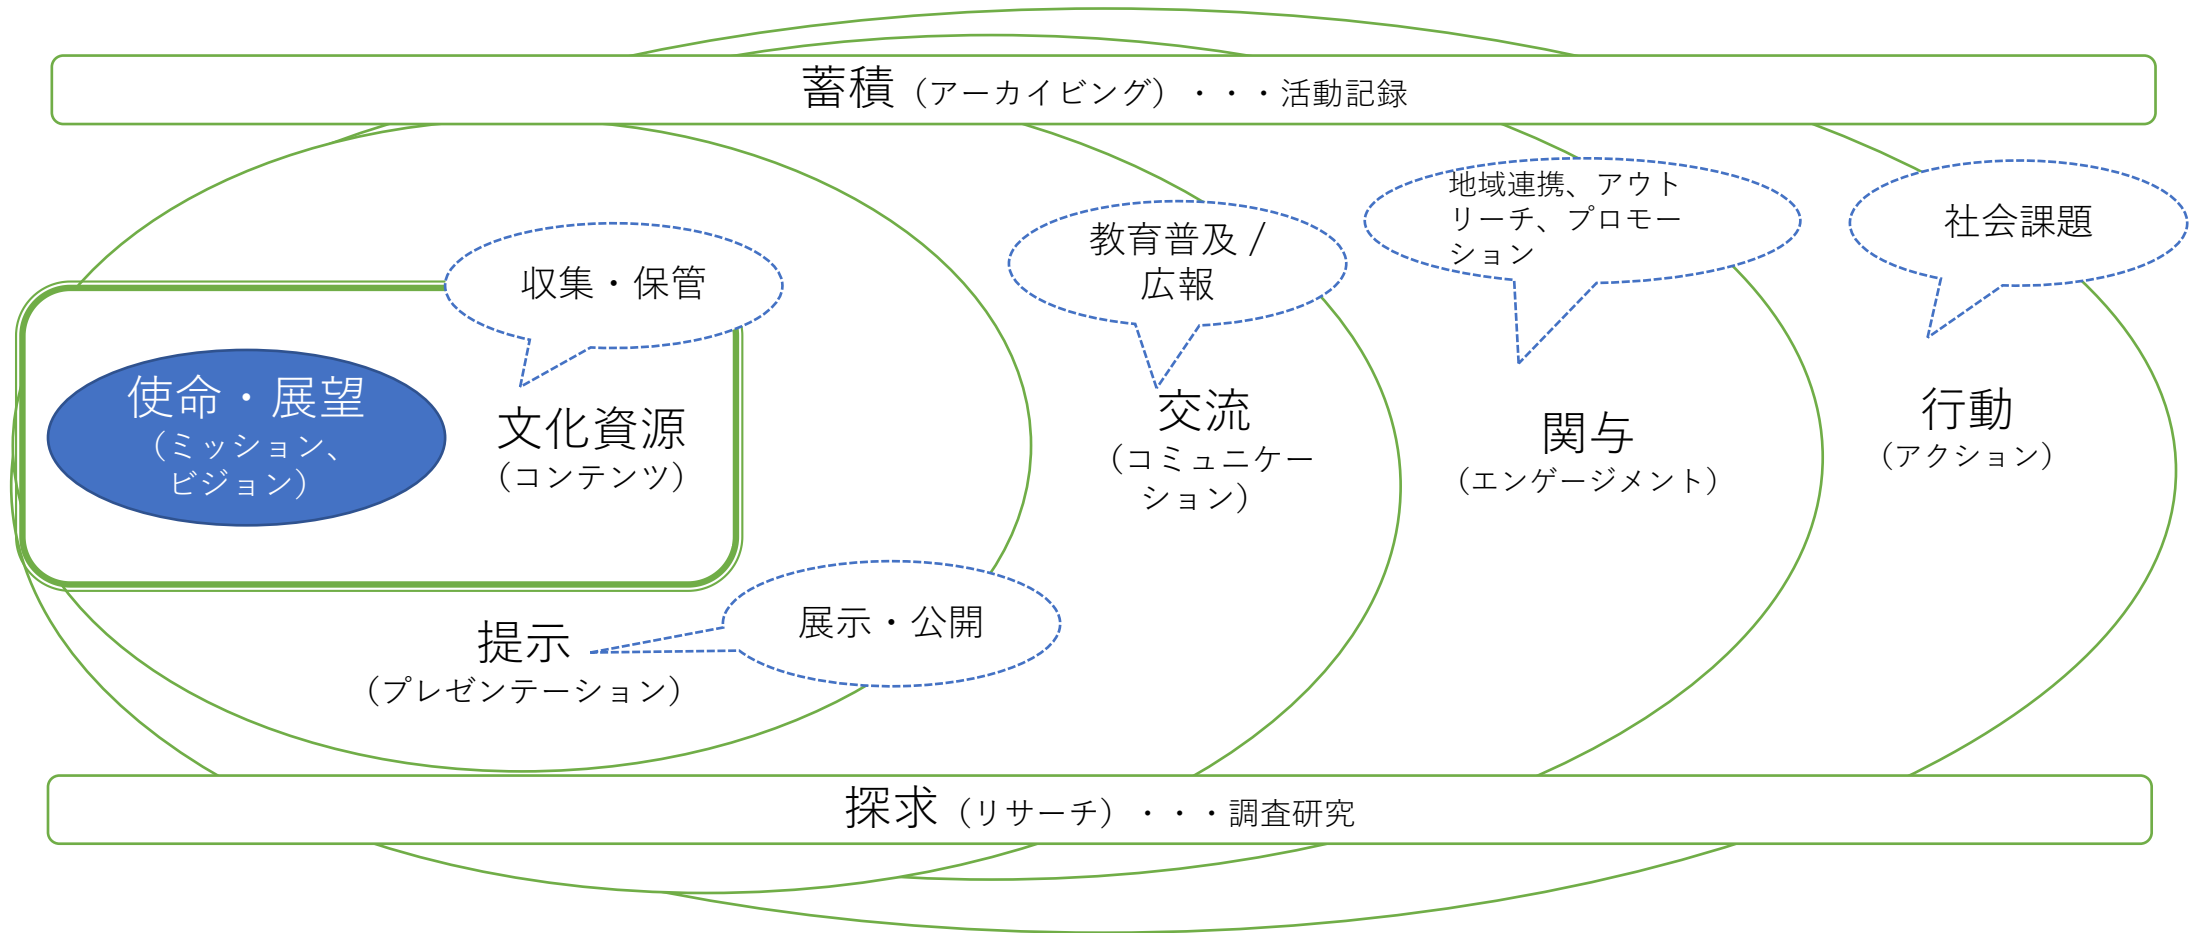 蓄積（アーカイビング）・・・活動記録
地域連携、アウト
リーチ、プロモー
ション
社会課題
教育普及 /
広報
収集・保管
使命・展望
（ミッション、
ビジョン）
文化資源
（コンテンツ）
交流
（コミュニケー
ション）
関与
（エンゲージメント）
行動
（アクション）
展示・公開
提示
（プレゼンテーション）
探求（リサーチ）・・・調査研究